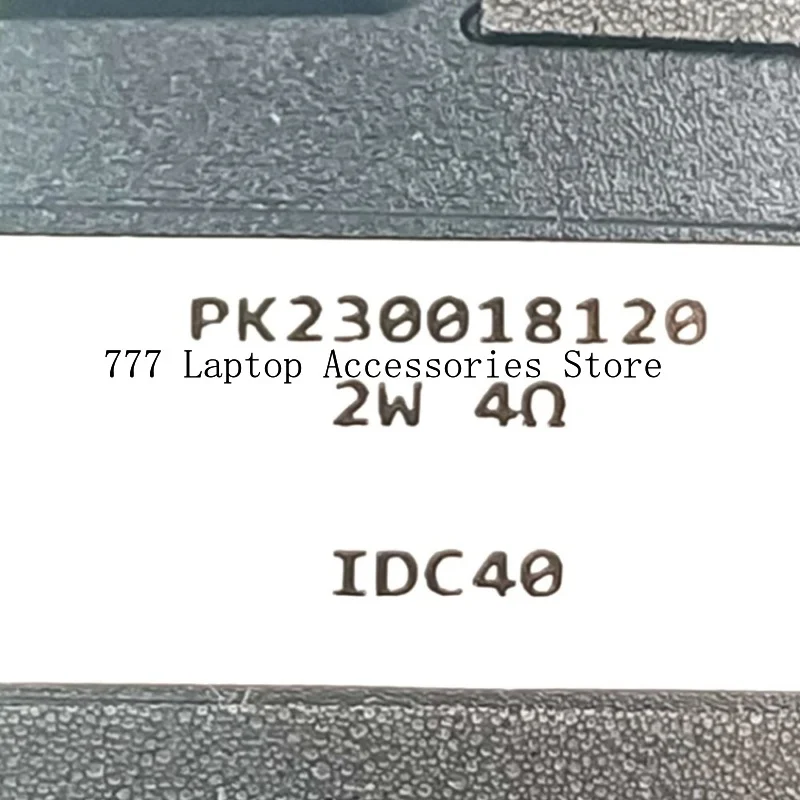 PK230018120
777 Laptop Accessories Store
2W 4Ω
IDC40